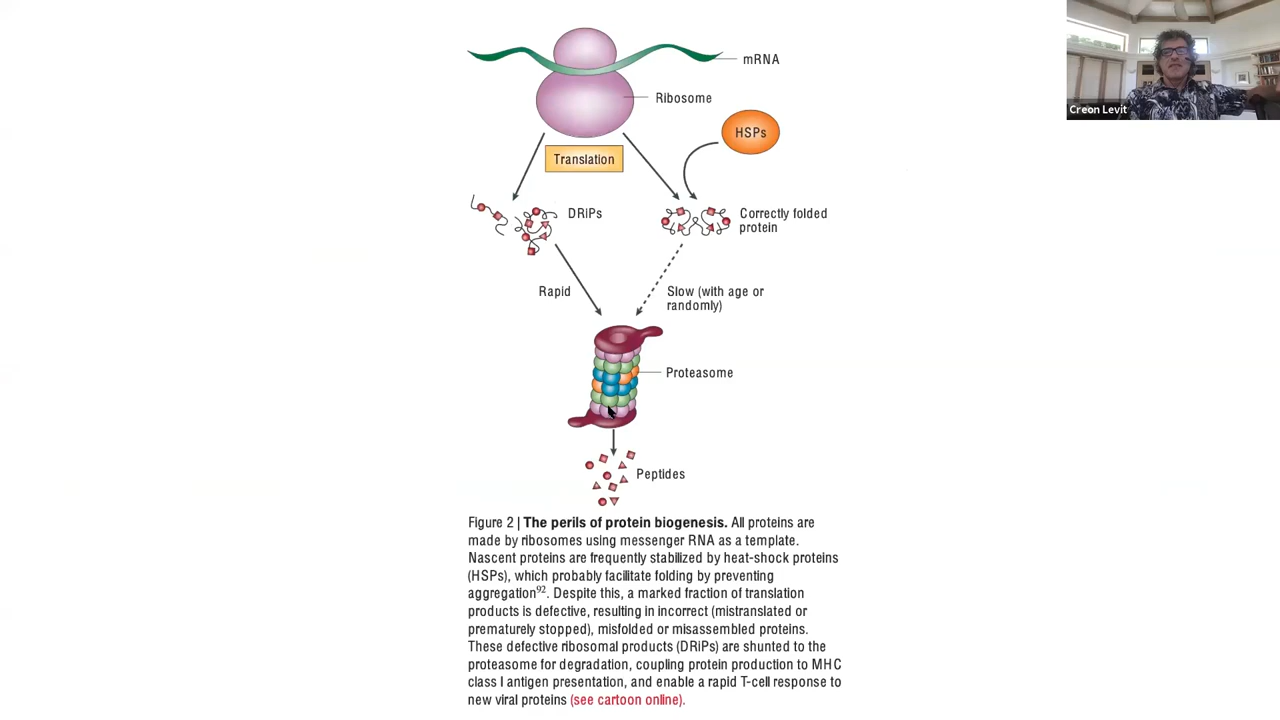 mRNA
Ribosome
HSPs
Translation
DRiPs
Correctly folded
protein
Rapid
Slow (with age or
randomly)
Proteasome
Peptides
Figure 2 | The perils of protein biogenesis. All proteins are
made by ribosomes using messenger RNA as a template.
Nascent proteins are frequently stabilized by heat-shock proteins
(HSPs), which probably facilitate folding by preventing
aggregation92. Despite this, a marked fraction of translation
products is defective, resulting in incorrect (mistranslated or
prematurely stopped), misfolded or misassembled proteins.
These defective ribosomal products (DRiPs) are shunted to the
proteasome for degradation, coupling protein production to MHC
class I antigen presentation, and enable a rapid T-cell response to
new viral proteins (see cartoon online).
Creon Levit